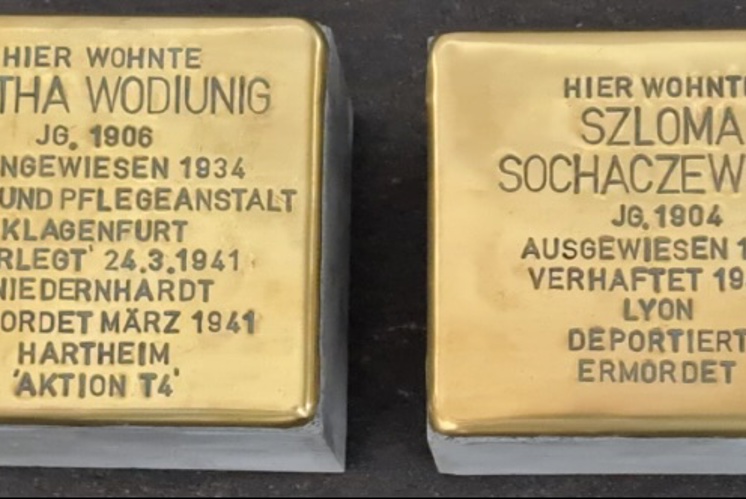 HIER WOHNTE
THA WODIUNIG
JG. 1906
NGEWIESEN 1934
UND PFLEGEANSTALT
KLAGENFURT
RLEGT' 24.3.1941
NIEDERNHARDT
ORDET MÄRZ 1941
HARTHEIM
'AKTION T4'
HIER WOHNTE
SZLOMA
SOCHACZEW
JG. 1904
AUSGEWIESEN 1
VERHAFTET 19
LYON
DEPORTIERT
ERMORDET